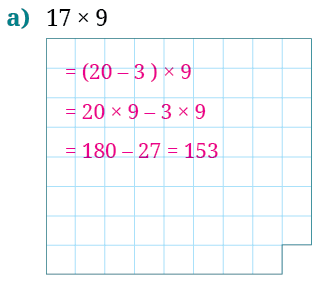 a) 17 × 9
= (20 – 3 ) × 9
= 20 × 9 – 3 × 9
= 180 – 27 = 153